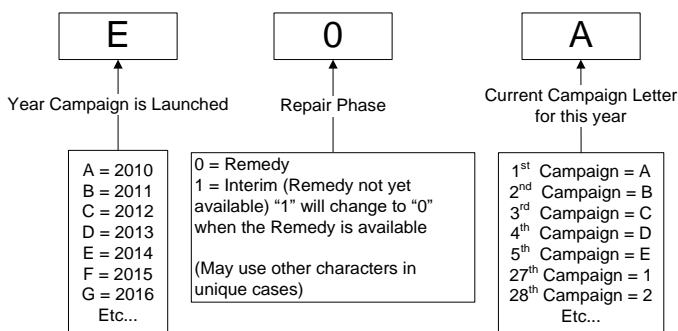 E
0
A
Year Campaign is Launched
Repair Phase
Current Campaign Letter
for this year
A = 2010
B = 2011
C = 2012
D = 2013
E = 2014
F = 2015
G = 2016
Etc...
0 = Remedy
1 = Interim (Remedy not yet
available) “1” will change to “0”
when the Remedy is available
(May use other characters in
unique cases)
1st Campaign = A
2nd Campaign = B
3rd Campaign = C
4th Campaign = D
5th Campaign = E
27th Campaign = 1
28th Campaign = 2
Etc...